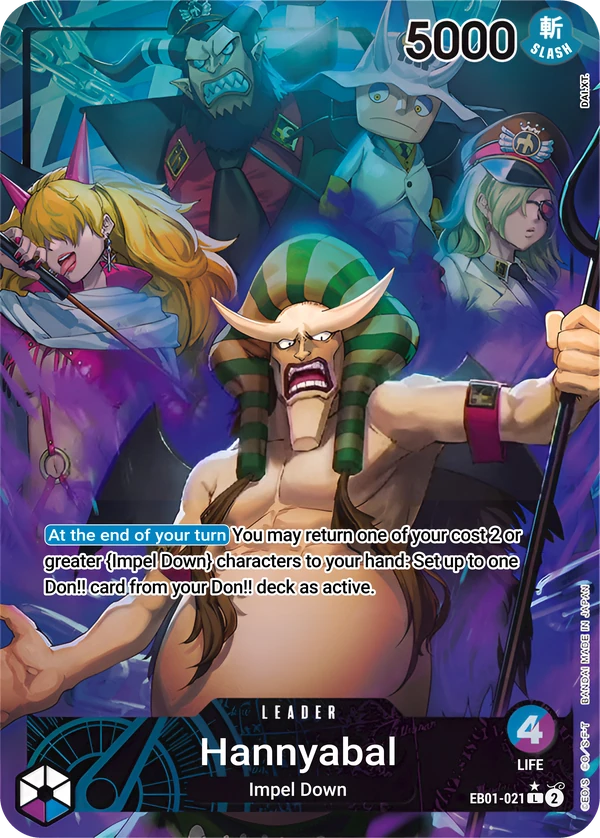 5000
斬
SLASH
DAI.XT.
At the end of your turn You may return one of your cost 2 or
greater {Impel Down} characters to your hand: Set up to one
Don!! card from your Don!! deck as active.
LEADER
Hannyabal
Impel Down
4
LIFE
EB01-021 L 2
©ED/S ©O/S·F·T BANDAI MADE IN JAPAN